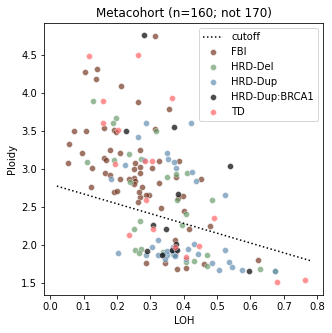 Metacohort (n=160; not 170)
cutoff
FBI
HRD-Del
HRD-Dup
HRD-Dup:BRCA1
TD
Ploidy
4.5
4.0
3.5
3.0
2.5
2.0
1.5
0.0 0.1 0.2 0.3 0.4 0.5 0.6 0.7 0.8
LOH